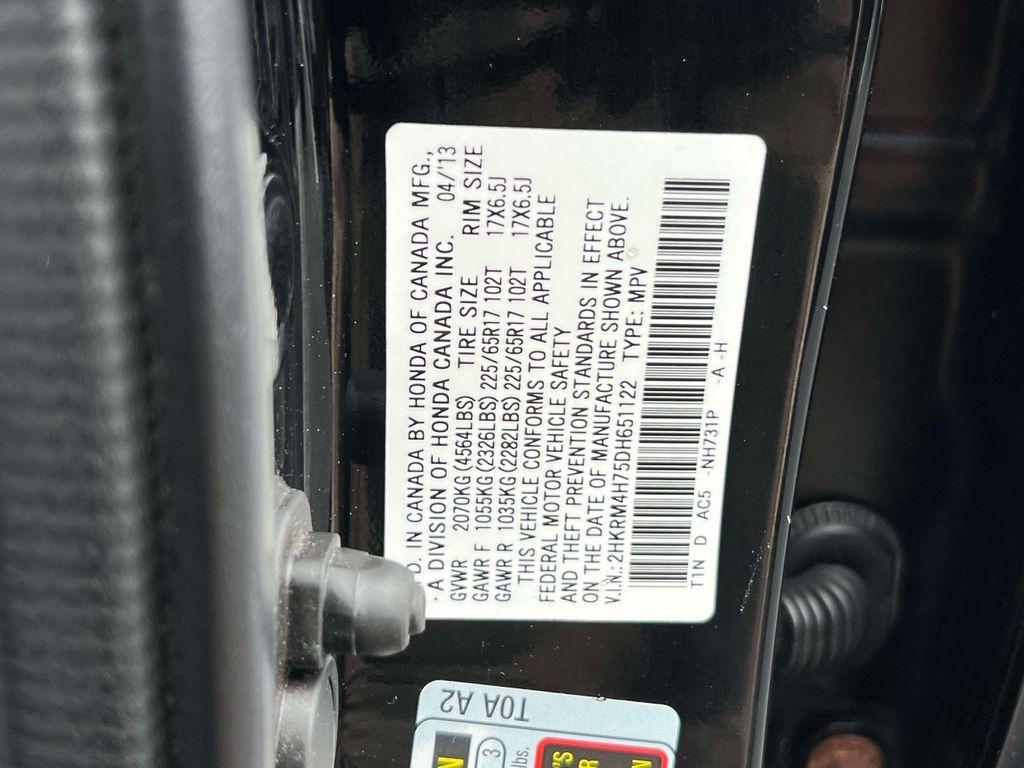 D. IN CANADA BY HONDA OF CANADA MFG.,
- A DIVISION OF HONDA CANADA INC. 04/'13
GVWR 2070KG (4564LBS) TIRE SIZE RIM SIZE
GAWR F 1055KG (2326LBS) 225/65R17 102T 17X6.5J
GAWR R 1035KG (2282LBS) 225/65R17 102T 17X6.5J
THIS VEHICLE CONFORMS TO ALL APPLICABLE
FEDERAL MOTOR VEHICLE SAFETY
AND THEFT PREVENTION STANDARDS IN EFFECT
ON THE DATE OF MANUFACTURE SHOWN ABOVE.
V.I.N.:2HKRM4H75DH651122 TYPE: MPV
T1N D AC5 -NH731P -A -H
T0A A2
3
lbs.